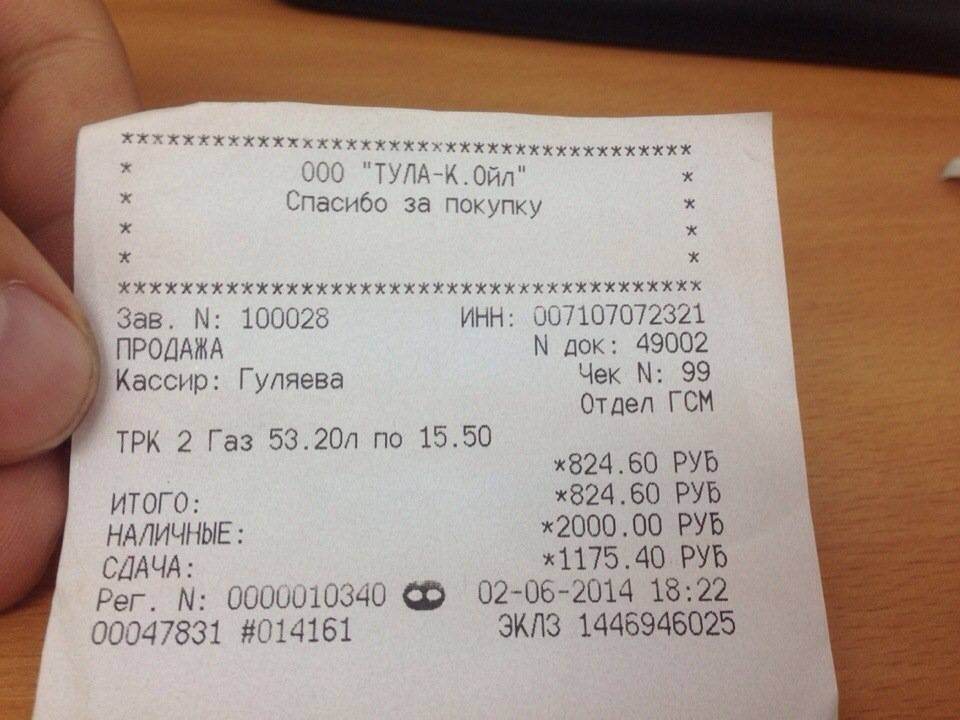 ****************************************
* ООО "ТУЛА-К.Ойл" *
* Спасибо за покупку *
* *
* *
****************************************
Зав. N: 100028 ИНН: 007107072321
ПРОДАЖА N док: 49002
Кассир: Гуляева Чек N: 99
Отдел ГСМ
ТРК 2 Газ 53.20л по 15.50
*824.60 РУБ
ИТОГО: *824.60 РУБ
НАЛИЧНЫЕ: *2000.00 РУБ
СДАЧА: *1175.40 РУБ
Рег. N: 0000010340 02-06-2014 18:22
00047831 #014161 ЭКЛЗ 1446946025